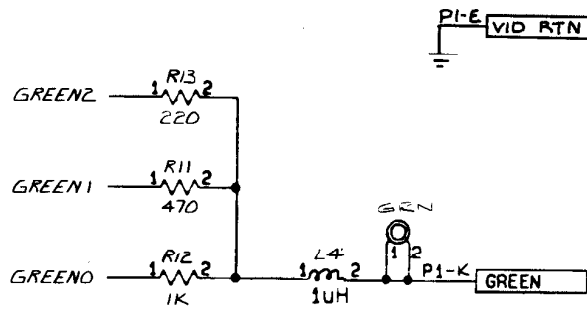 P1-E VID RTN
R13
GREEN2 1 2
220
R11
GREEN1 1 2
470
GRN
R12 L4 1 2
GREEN0 1 2 1 2 P1-K GREEN
1K 1uH